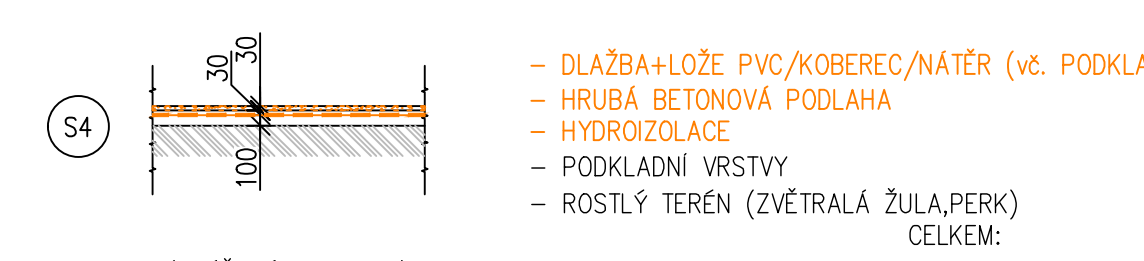 30
30
S4
100
– DLAŽBA+LOŽE PVC/KOBEREC/NÁTĚR (vč. PODKLA
– HRUBÁ BETONOVÁ PODLAHA
– HYDROIZOLACE
– PODKLADNÍ VRSTVY
– ROSTLÝ TERÉN (ZVĚTRALÁ ŽULA,PERK)
CELKEM: